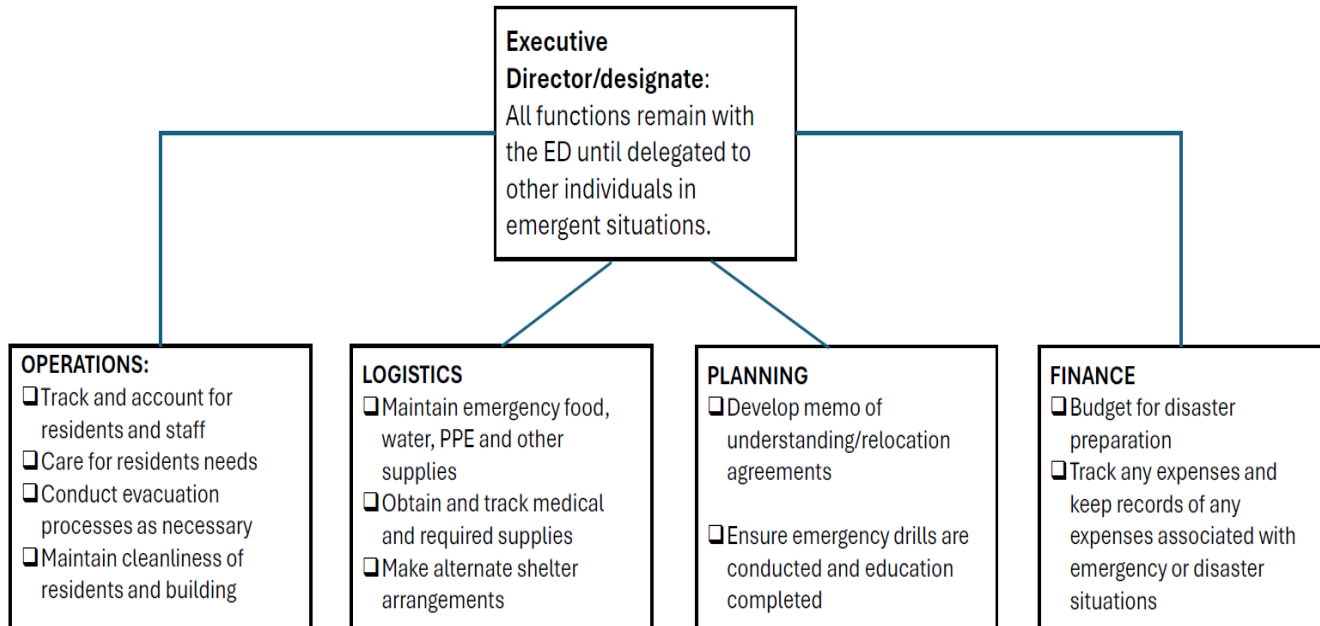 Executive
Director/designate:
All functions remain with
the ED until delegated to
other individuals in
emergent situations.
OPERATIONS:
❑Track and account for
residents and staff
❑Care for residents needs
❑Conduct evacuation
processes as necessary
❑Maintain cleanliness of
residents and building
LOGISTICS
❑Maintain emergency food,
water, PPE and other
supplies
❑Obtain and track medical
and required supplies
❑Make alternate shelter
arrangements
PLANNING
❑Develop memo of
understanding/relocation
agreements
❑Ensure emergency drills are
conducted and education
completed
FINANCE
❑Budget for disaster
preparation
❑Track any expenses and
keep records of any
expenses associated with
emergency or disaster
situations